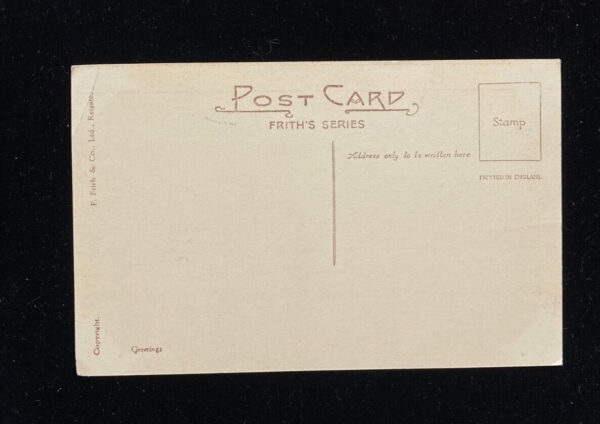 POST CARD
FRITH'S SERIES
Stamp
Address only to be written here
PRINTED IN ENGLAND
F. Frith & Co., Ltd., Reigate.
Copyright.
Greetings